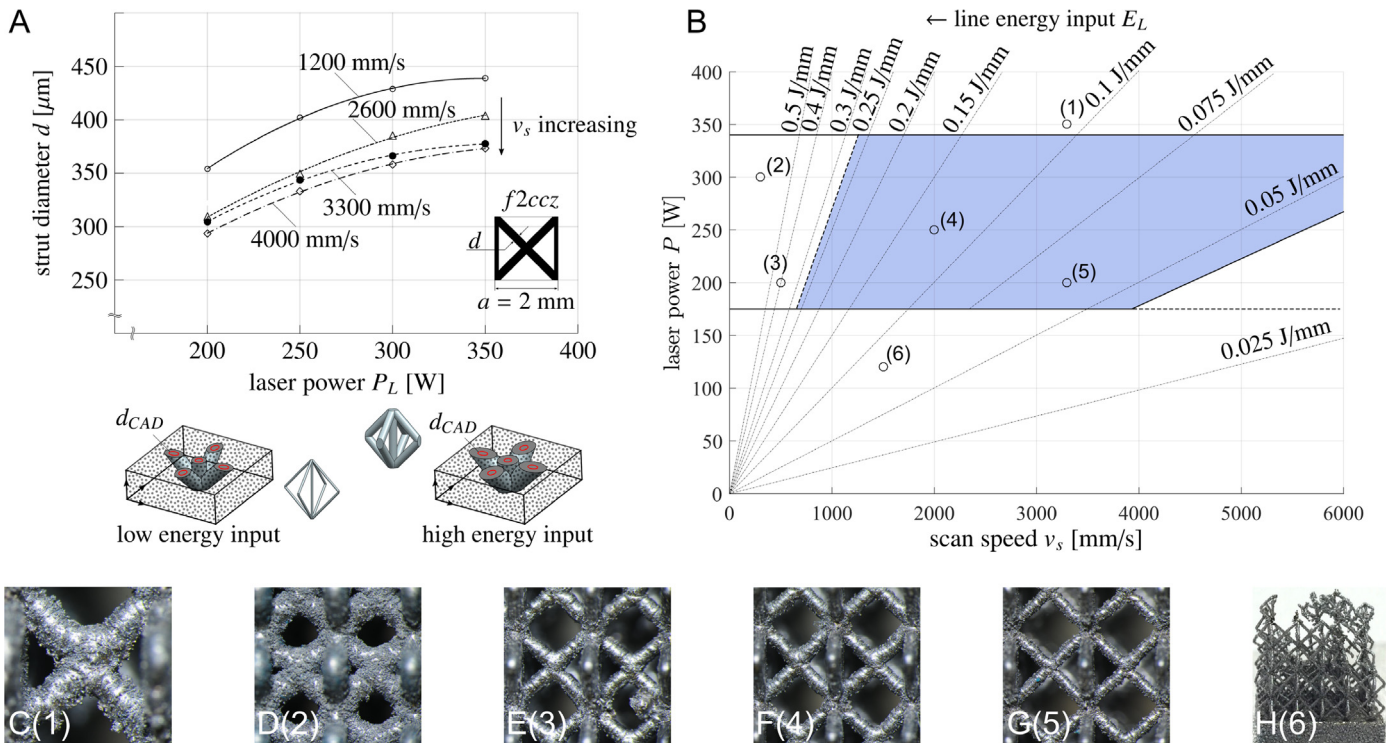 A
strut diameter d [µm]
450
400
350
300
250
200
250
300
350
400
laser power P_L [W]
1200 mm/s
2600 mm/s
3300 mm/s
4000 mm/s
v_s increasing
f2ccz
d
a = 2 mm
d_CAD
low energy input
d_CAD
high energy input
B
← line energy input E_L
0.5 J/mm
0.4 J/mm
0.3 J/mm
0.25 J/mm
0.2 J/mm
0.15 J/mm
0.1 J/mm
0.075 J/mm
0.05 J/mm
0.025 J/mm
laser power P [W]
400
350
300
250
200
150
100
50
0
(1)
(2)
(3)
(4)
(5)
(6)
0
1000
2000
3000
4000
5000
6000
scan speed v_s [mm/s]
C(1)
D(2)
E(3)
F(4)
G(5)
H(6)